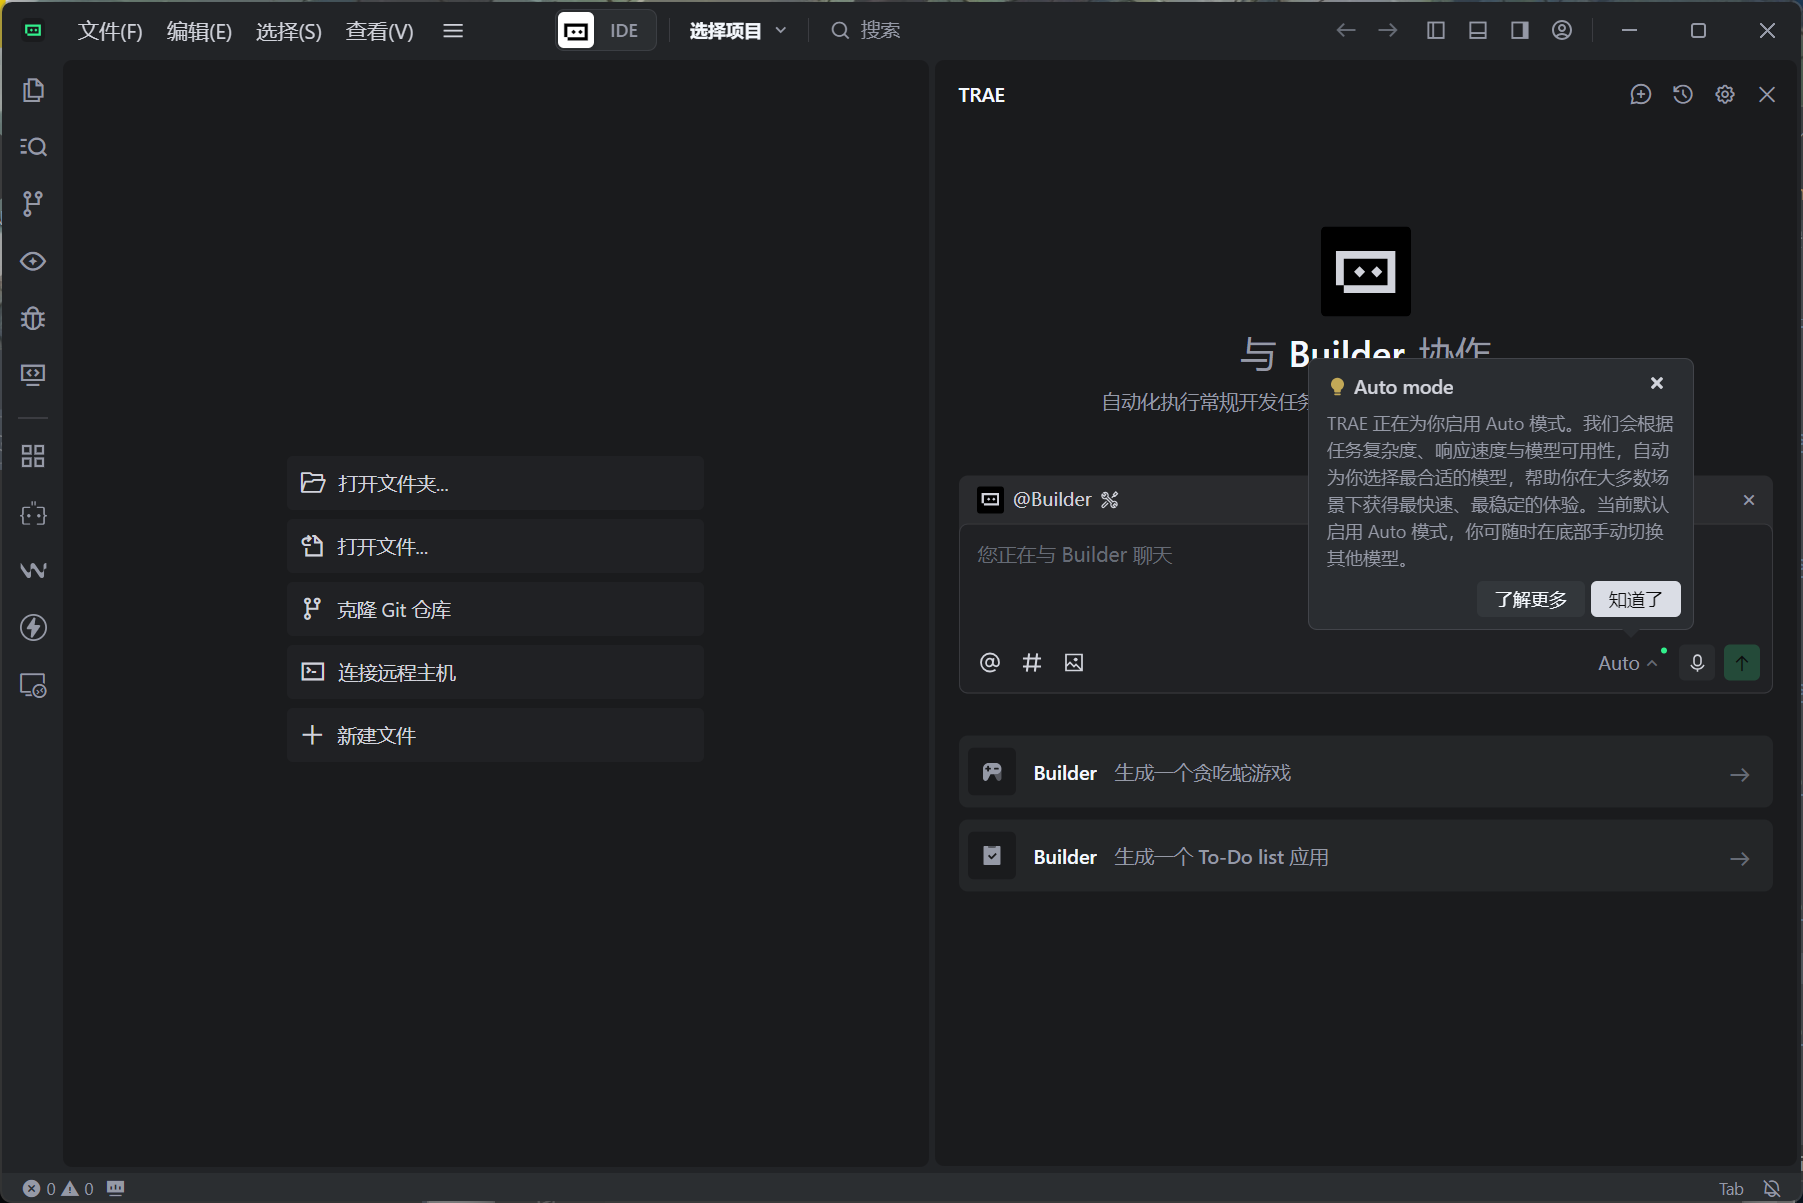 文件(F) 编辑(E) 选择(S) 查看(V) IDE 选择项目 搜索
打开文件夹...
打开文件...
克隆 Git 仓库
连接远程主机
新建文件
TRAE
与 Builder 协作
自动化执行常规开发任务
Auto mode
TRAE 正在为你启用 Auto 模式。我们会根据
任务复杂度、响应速度与模型可用性，自动
为你选择最合适的模型，帮助你在大多数场
景下获得最快速、最稳定的体验。当前默认
启用 Auto 模式，你可随时在底部手动切换
其他模型。
了解更多 知道了
@Builder
您正在与 Builder 聊天
Auto
Builder 生成一个贪吃蛇游戏
Builder 生成一个 To-Do list 应用
0 0 Tab